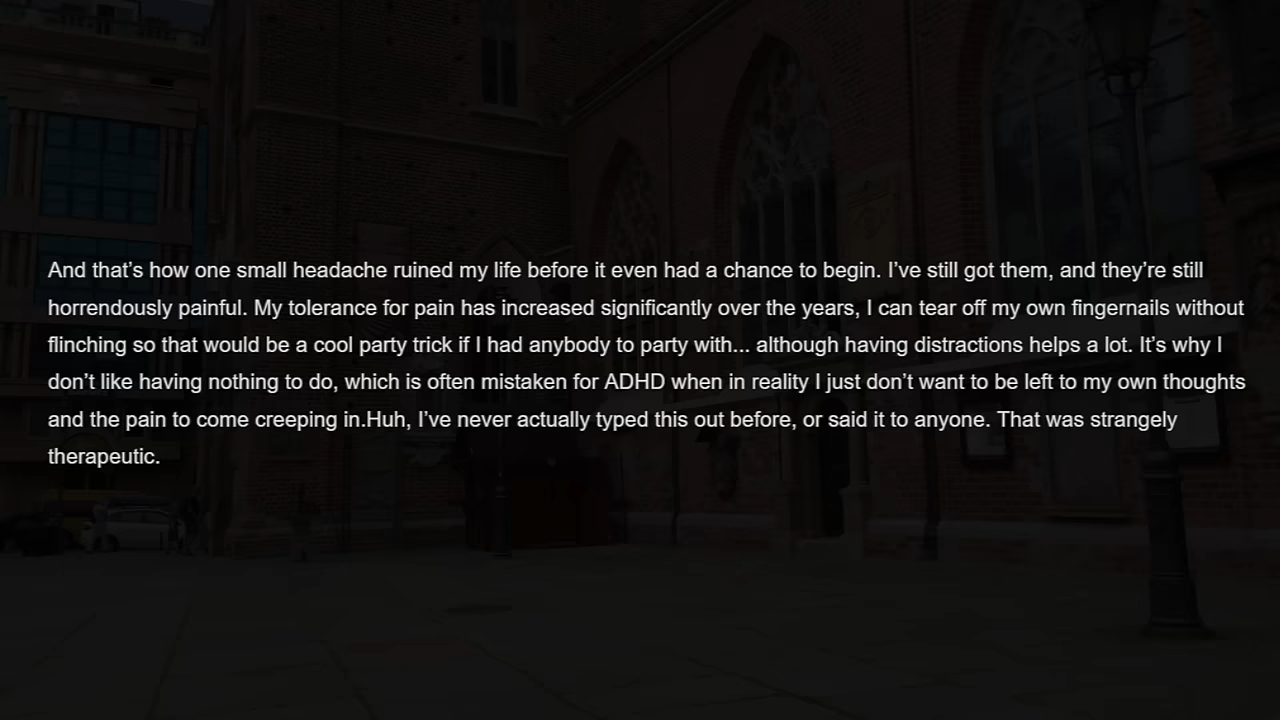 And that’s how one small headache ruined my life before it even had a chance to begin. I’ve still got them, and they’re still
horrendously painful. My tolerance for pain has increased significantly over the years, I can tear off my own fingernails without
flinching so that would be a cool party trick if I had anybody to party with... although having distractions helps a lot. It’s why I
don’t like having nothing to do, which is often mistaken for ADHD when in reality I just don’t want to be left to my own thoughts
and the pain to come creeping in.Huh, I’ve never actually typed this out before, or said it to anyone. That was strangely
therapeutic.